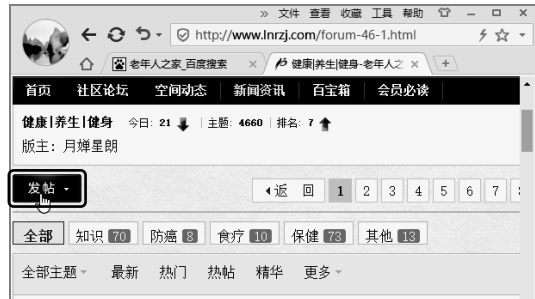 » 文件 查看 收藏 工具 帮助
http://www.lnrzj.com/forum-46-1.html
老年人之家_百度搜索 × 健康|养生|健身-老年人之 × +
首页 社区论坛 空间动态 新闻资讯 百宝箱 会员必读
健康|养生|健身 今日: 21 主题: 4660 排名: 7
版主: 月婵星朗
发帖 返 回 1 2 3 4 5 6 7
全部 知识 70 防癌 8 食疗 10 保健 73 其他 13
全部主题 最新 热门 热帖 精华 更多